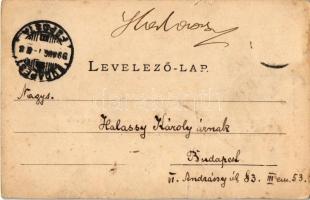 LEVELEZŐ-LAP.
Nagys.
Halassy Károly úrnak
Budapest
VI. Andrássy út 83. III em. 53.